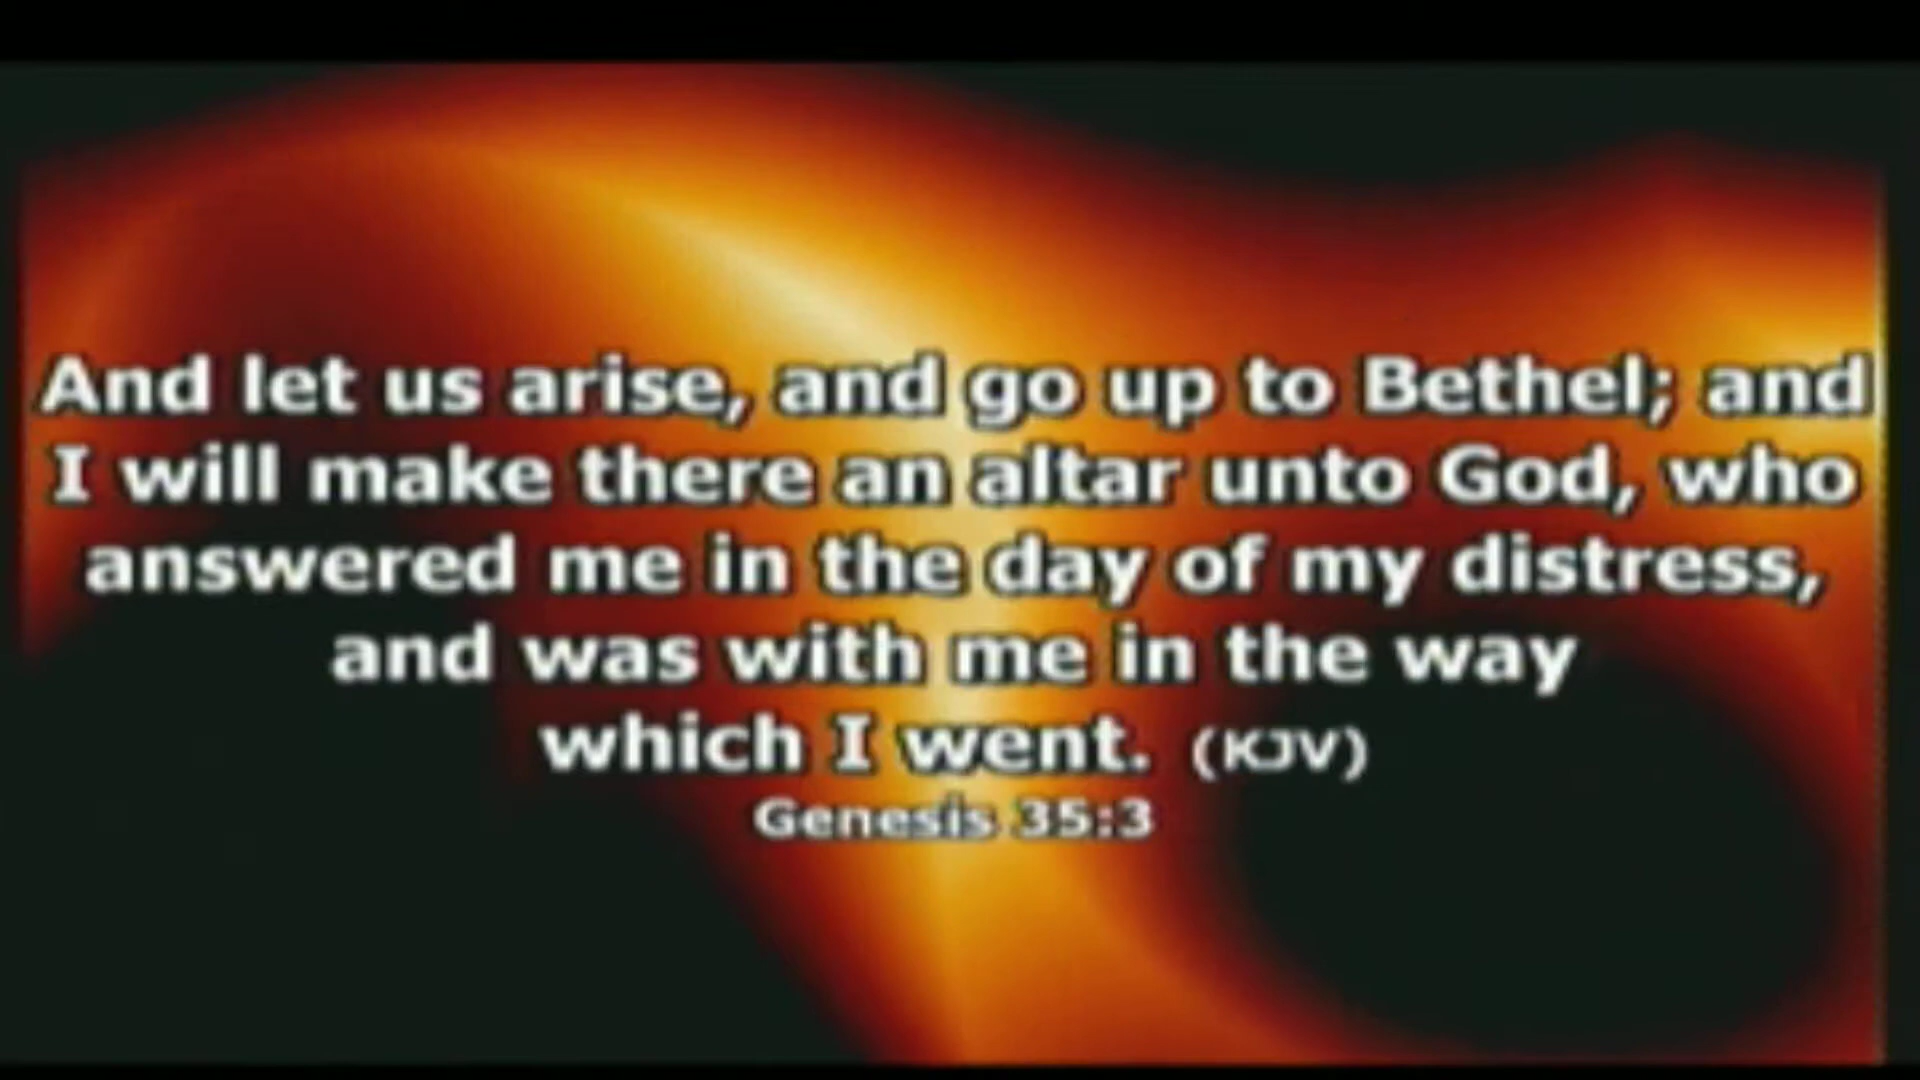 And let us arise, and go up to Bethel; and
I will make there an altar unto God, who
answered me in the day of my distress,
and was with me in the way
which I went. (KJV)
Genesis 35:3